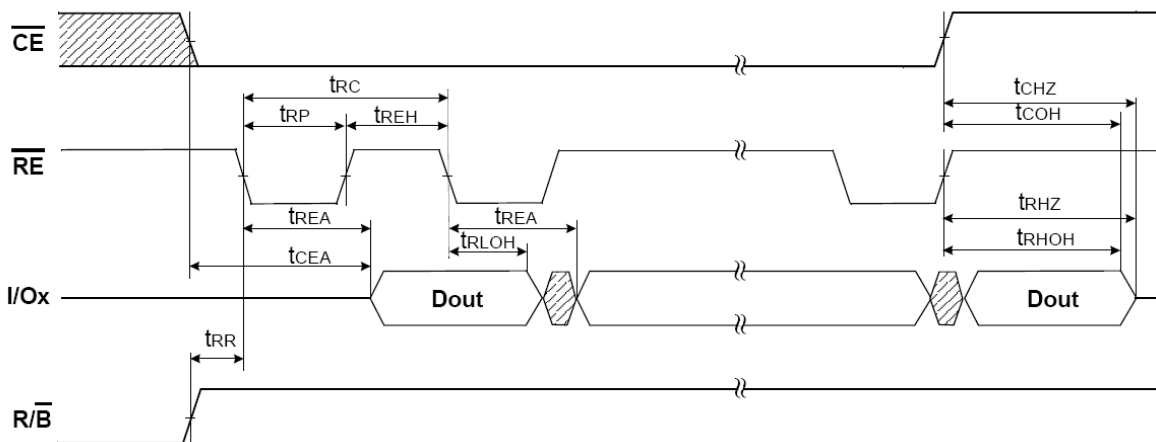 CE
tRC
tCHZ
tRP tREH
tCOH
RE
tREA tREA
tRHZ
tRLOH
tCEA
tRHOH
I/Ox Dout Dout
tRR
R/B